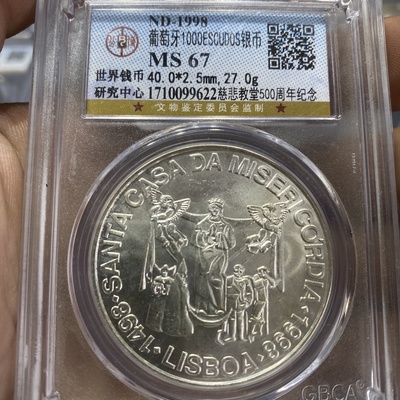 ND-1998
葡萄牙1000ESCUDOS银币
MS 67
世界钱币 40.0*2.5mm, 27.0g
研究中心 1710099622慈悲教堂500周年纪念
★文物鉴定委员会监制★
1498·SANTA CASA DA MISERICORDIA·1998
LISBOA
GBCA